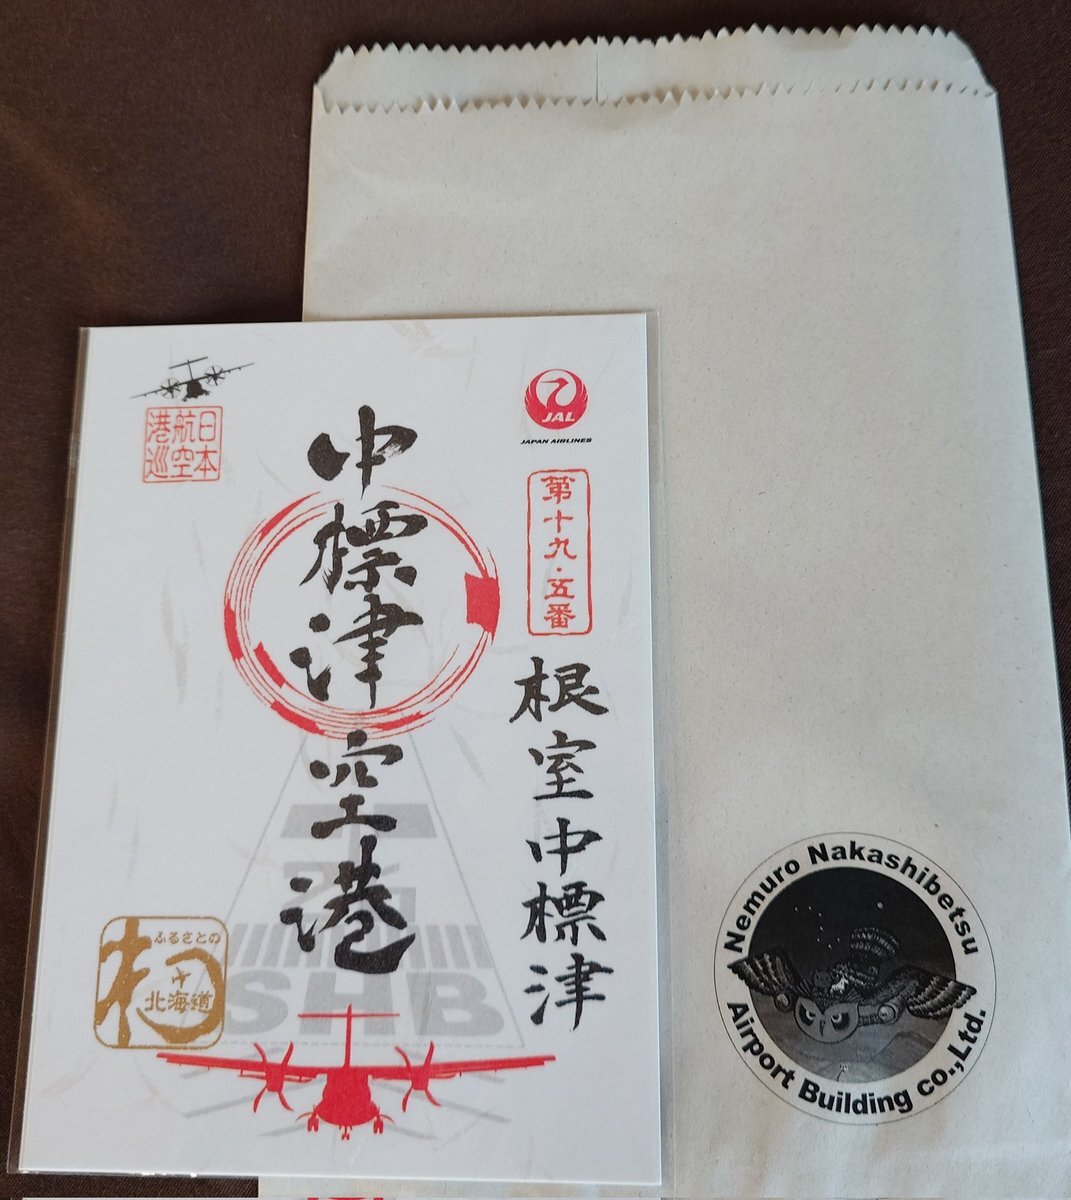 JAL
JAPAN AIRLINES
第十九・五番
根室中標津
中標津空港
日本
航空
港巡
ふるさとの
北海道
SHB
Nemuro Nakashibetsu
Airport Building co.,Ltd.